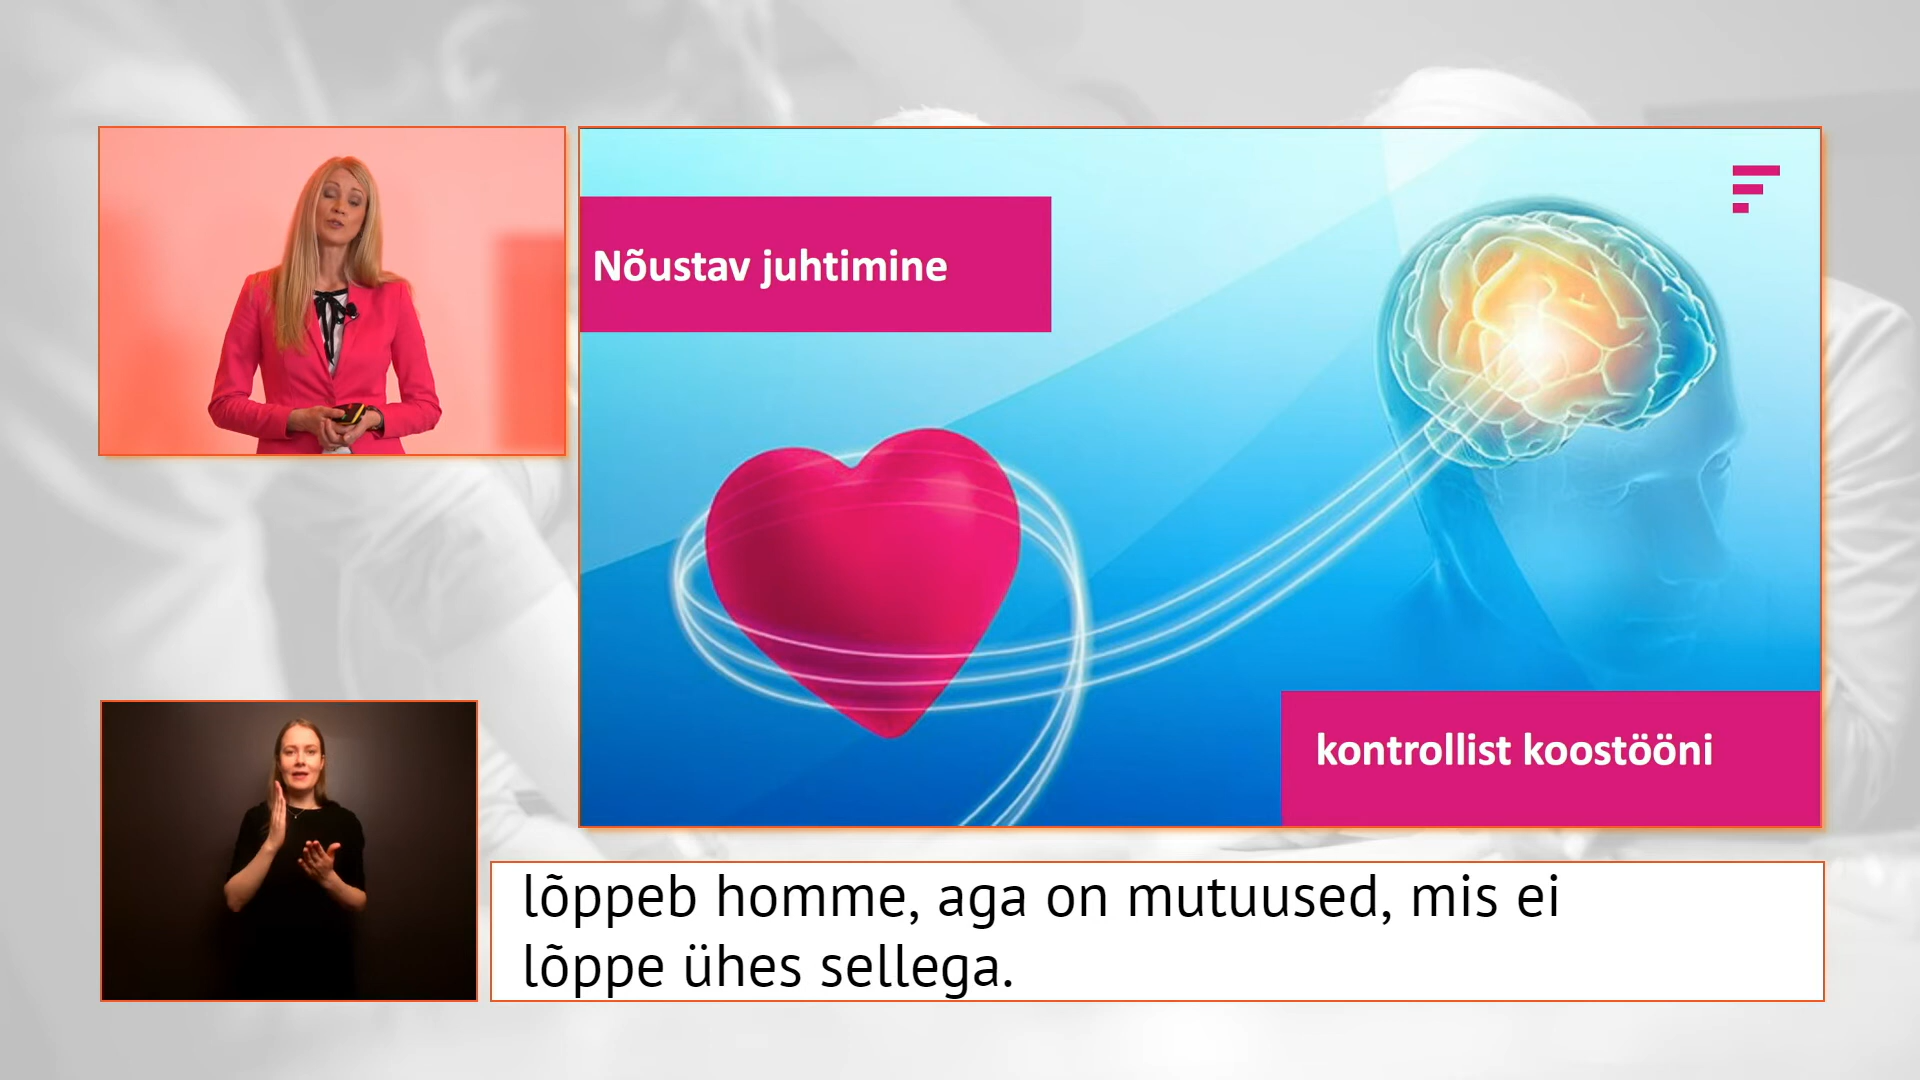 Nõustav juhtimine
kontrollist koostööni
lõppeb homme, aga on mutuused, mis ei
lõppe ühes sellega.